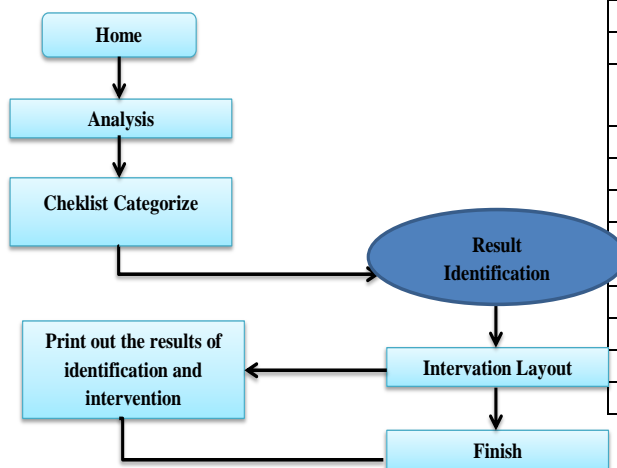 Home
Analysis
Cheklist Categorize
Result
Identification
Print out the results of
identification and
intervention
Intervation Layout
Finish